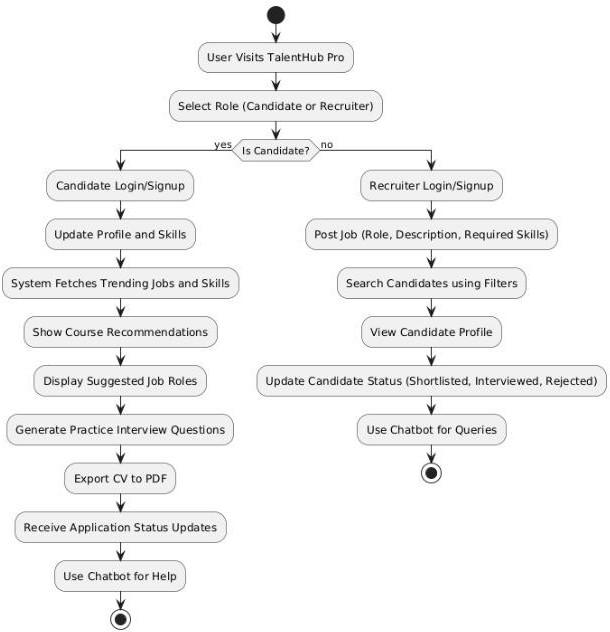 User Visits TalentHub Pro
Select Role (Candidate or Recruiter)
Is Candidate?
yes
Candidate Login/Signup
Update Profile and Skills
System Fetches Trending Jobs and Skills
Show Course Recommendations
Display Suggested Job Roles
Generate Practice Interview Questions
Export CV to PDF
Receive Application Status Updates
Use Chatbot for Help
no
Recruiter Login/Signup
Post Job (Role, Description, Required Skills)
Search Candidates using Filters
View Candidate Profile
Update Candidate Status (Shortlisted, Interviewed, Rejected)
Use Chatbot for Queries